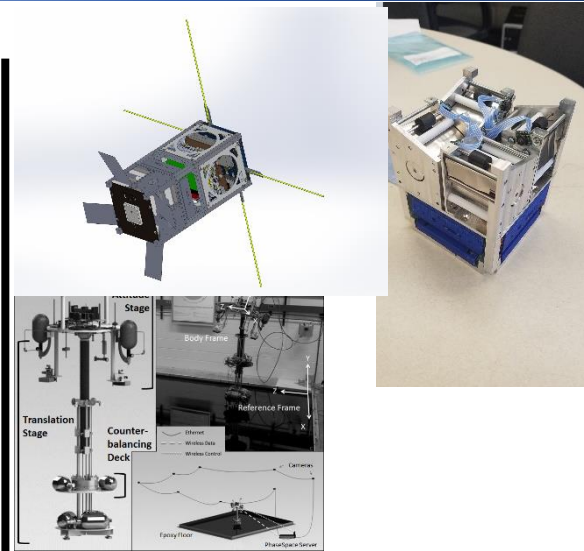 Attitude
Stage
Body Frame
Y
Z
Reference Frame
X
Translation
Stage
Counter-
balancing
Deck
Ethernet
Wireless Data
Wireless Control
Cameras
Epoxy Floor
PhaseSpace Server